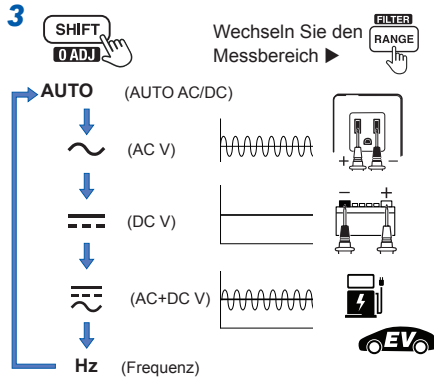 3
SHIFT
0 ADJ
Wechseln Sie den
Messbereich ▶
FILTER
RANGE
AUTO (AUTO AC/DC)
(AC V)
+ −
(DC V)
− +
(AC+DC V)
EV
Hz (Frequenz)